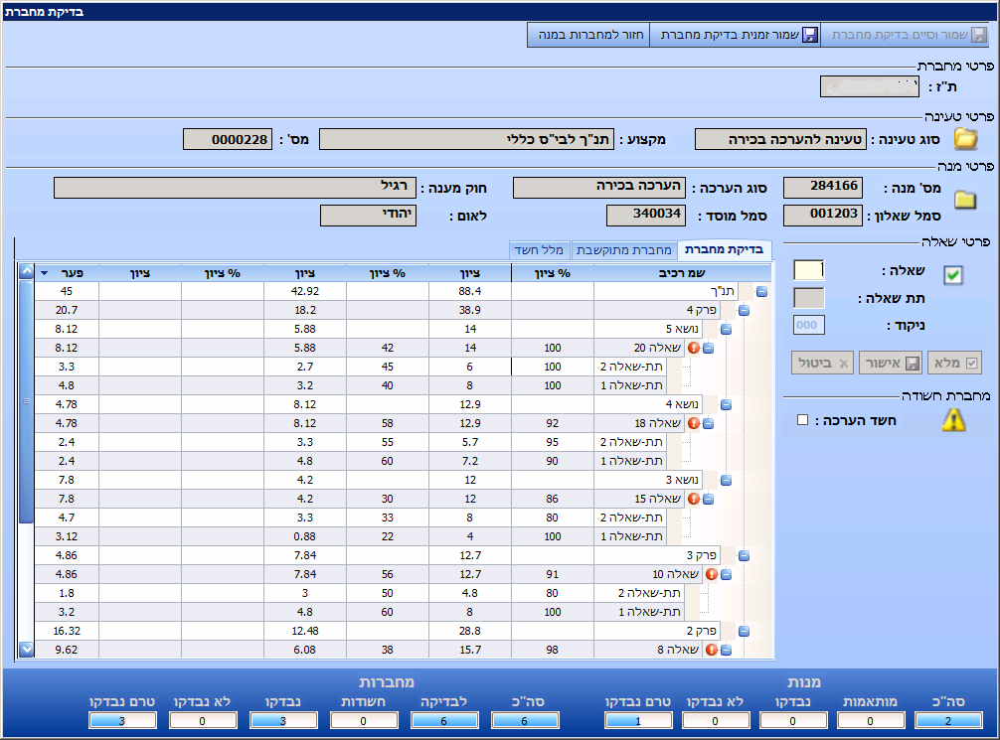 בדיקת מחברת
שמור וסיים בדיקת מחברת שמור זמנית בדיקת מחברת חזור למחברות במנה
פרטי מחברת
ת"ז :
פרטי טעינה
סוג טעינה : טעינה להערכה בכירה מקצוע : תנ"ך לבי"ס כללי מס' : 0000228
פרטי מנה
מס' מנה : 284166 סוג הערכה : הערכה בכירה חוק מענה : רגיל
סמל שאלון : 001203 סמל מוסד : 340034 לאום : יהודי
פרטי שאלה
שאלה :
תת שאלה :
ניקוד : 000
מלא אישור ביטול
מחברת חשודה
חשד הערכה :
בדיקת מחברת מחברת מתוקשבת מלל חשד
שם רכיב % ציון ציון % ציון ציון % ציון ציון פער
תנ"ך 88.4 42.92 45
פרק 4 38.9 18.2 20.7
נושא 5 14 5.88 8.12
שאלה 20 100 14 42 5.88 8.12
תת-שאלה 2 100 6 45 2.7 3.3
תת-שאלה 1 100 8 40 3.2 4.8
נושא 4 12.9 8.12 4.78
שאלה 18 92 12.9 58 8.12 4.78
תת-שאלה 2 95 5.7 55 3.3 2.4
תת-שאלה 1 90 7.2 60 4.8 2.4
נושא 3 12 4.2 7.8
שאלה 15 86 12 30 4.2 7.8
תת-שאלה 2 80 8 33 3.3 4.7
תת-שאלה 1 100 4 22 0.88 3.12
פרק 3 12.7 7.84 4.86
שאלה 10 91 12.7 56 7.84 4.86
תת-שאלה 2 80 4.8 50 3 1.8
תת-שאלה 1 100 8 60 4.8 3.2
פרק 2 28.8 12.48 16.32
שאלה 8 98 15.7 38 6.08 9.62
מנות מחברות
סה"כ מותאמות נבדקו לא נבדקו טרם נבדקו סה"כ לבדיקה חשודות נבדקו לא נבדקו טרם נבדקו
2 0 0 0 1 6 6 0 3 0 3